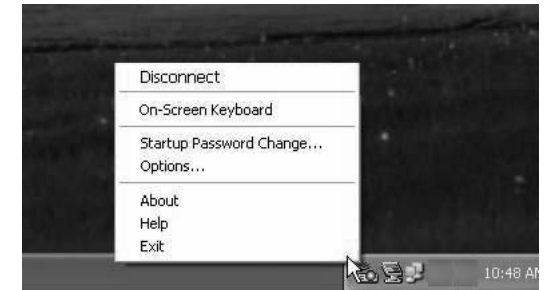 Disconnect
On-Screen Keyboard
Startup Password Change...
Options...
About
Help
Exit
10:48 AM